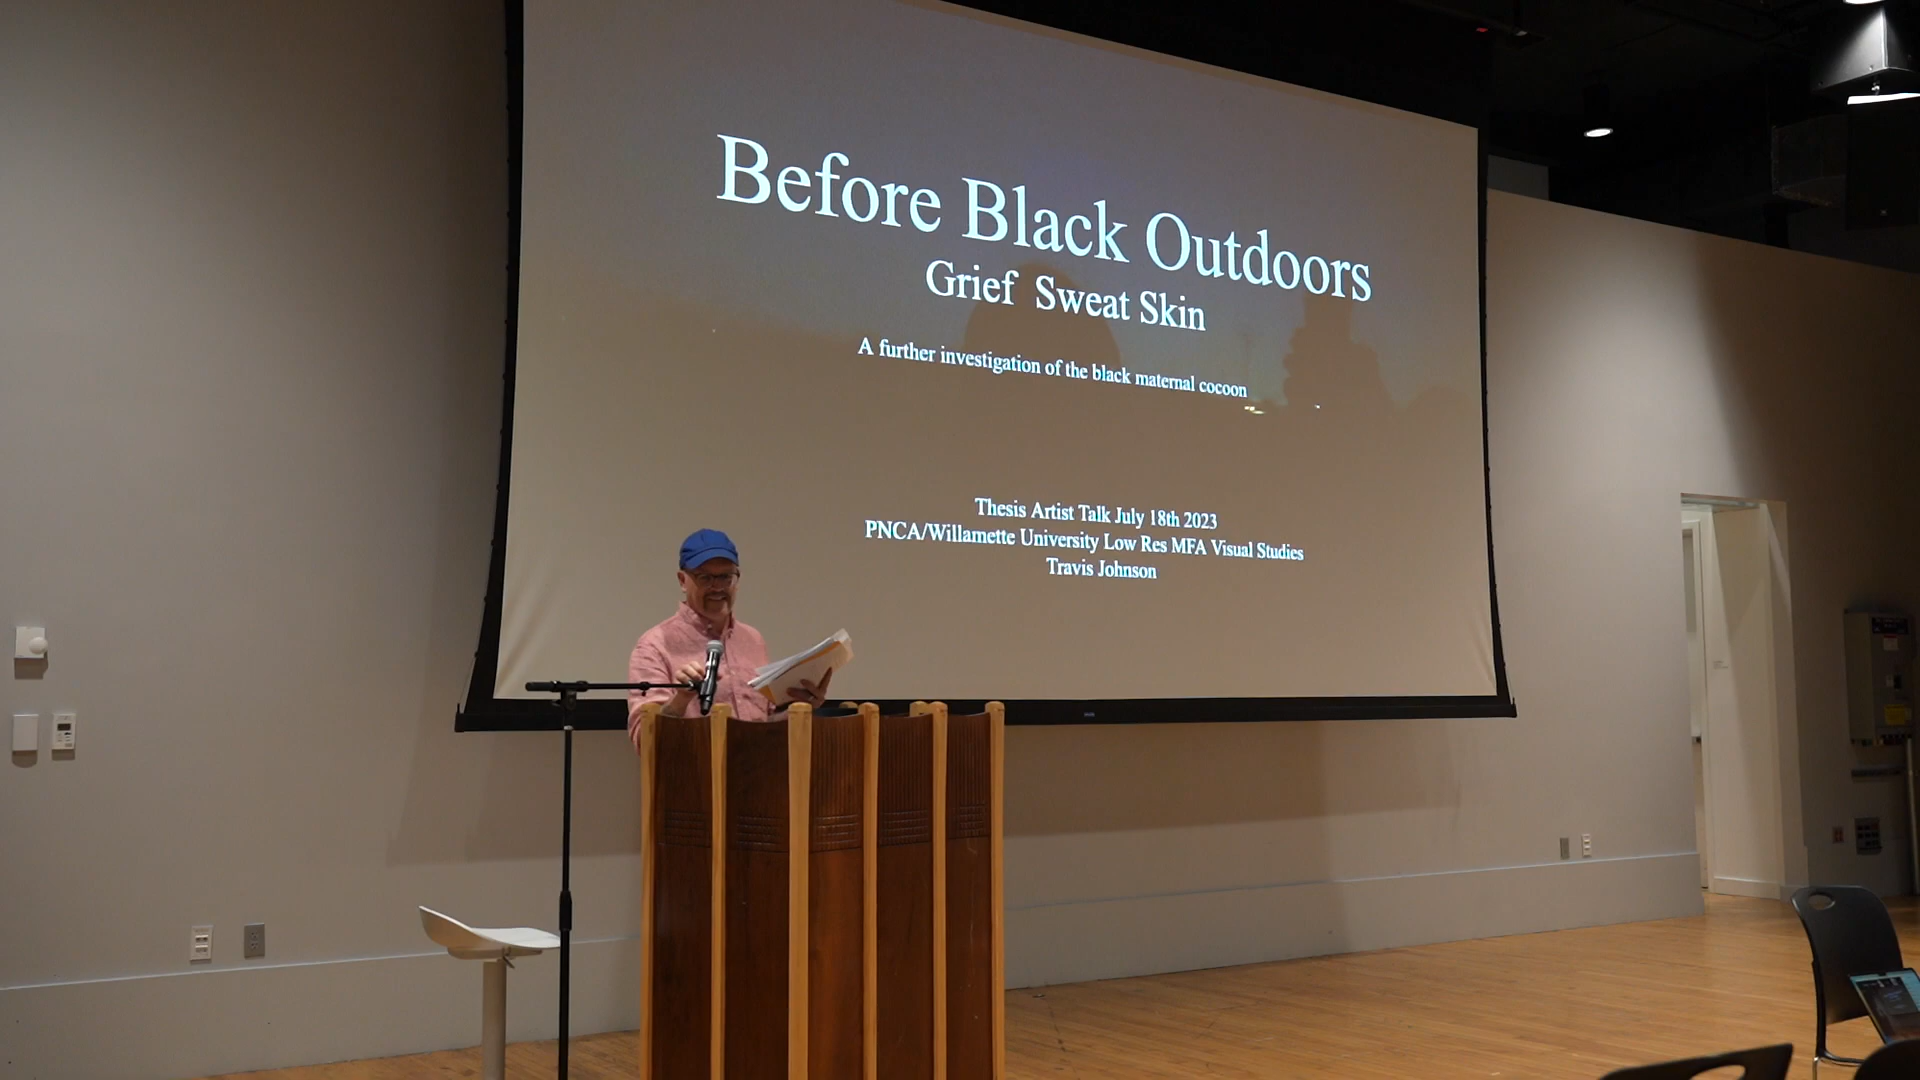 Before Black Outdoors
Grief Sweat Skin
A further investigation of the black maternal cocoon
Thesis Artist Talk July 18th 2023
PNCA/Willamette University Low Res MFA Visual Studies
Travis Johnson